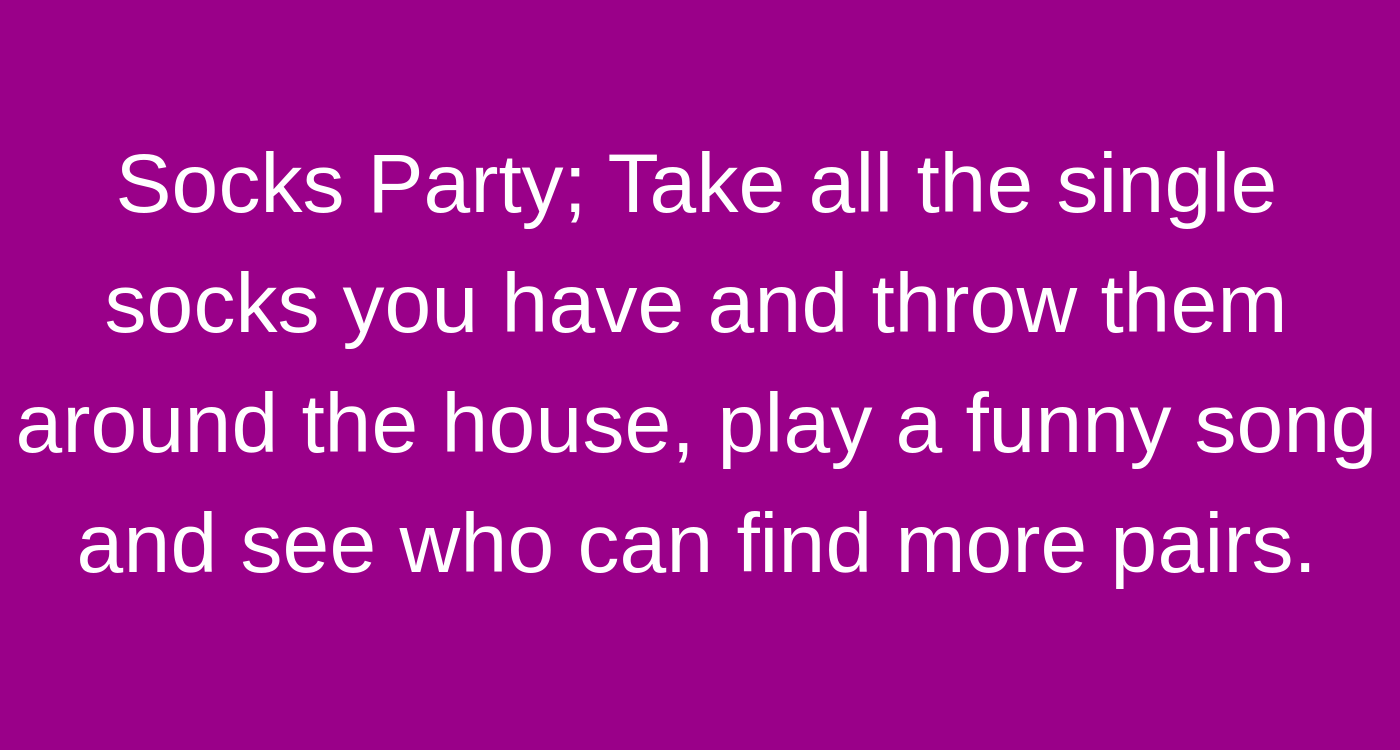 Socks Party; Take all the single
socks you have and throw them
around the house, play a funny song
and see who can find more pairs.